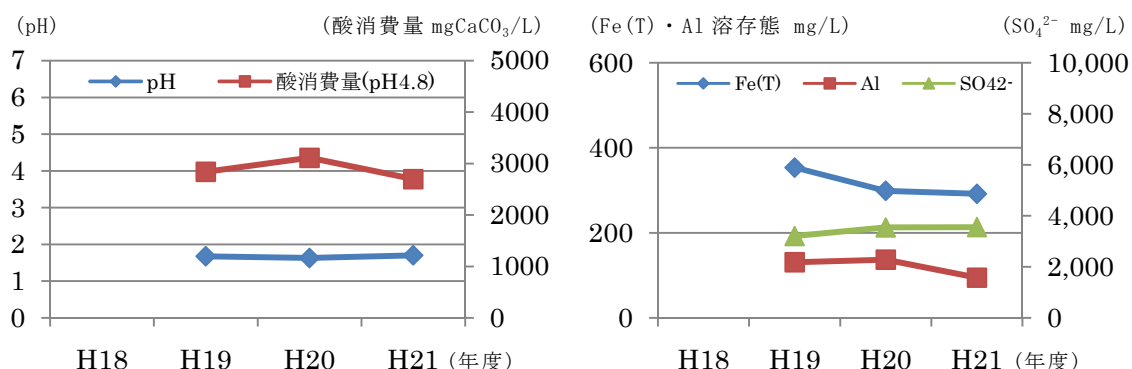 (pH)
(酸消費量 mgCaCO₃/L)
7
6
5
4
3
2
1
0
5000
4000
3000
2000
1000
0
pH
酸消費量(pH4.8)
H18 H19 H20 H21 (年度)
(Fe(T)・Al 溶存態 mg/L)
(SO₄²⁻ mg/L)
600
400
200
0
10,000
8,000
6,000
4,000
2,000
0
Fe(T) Al SO42-
H18 H19 H20 H21 (年度)